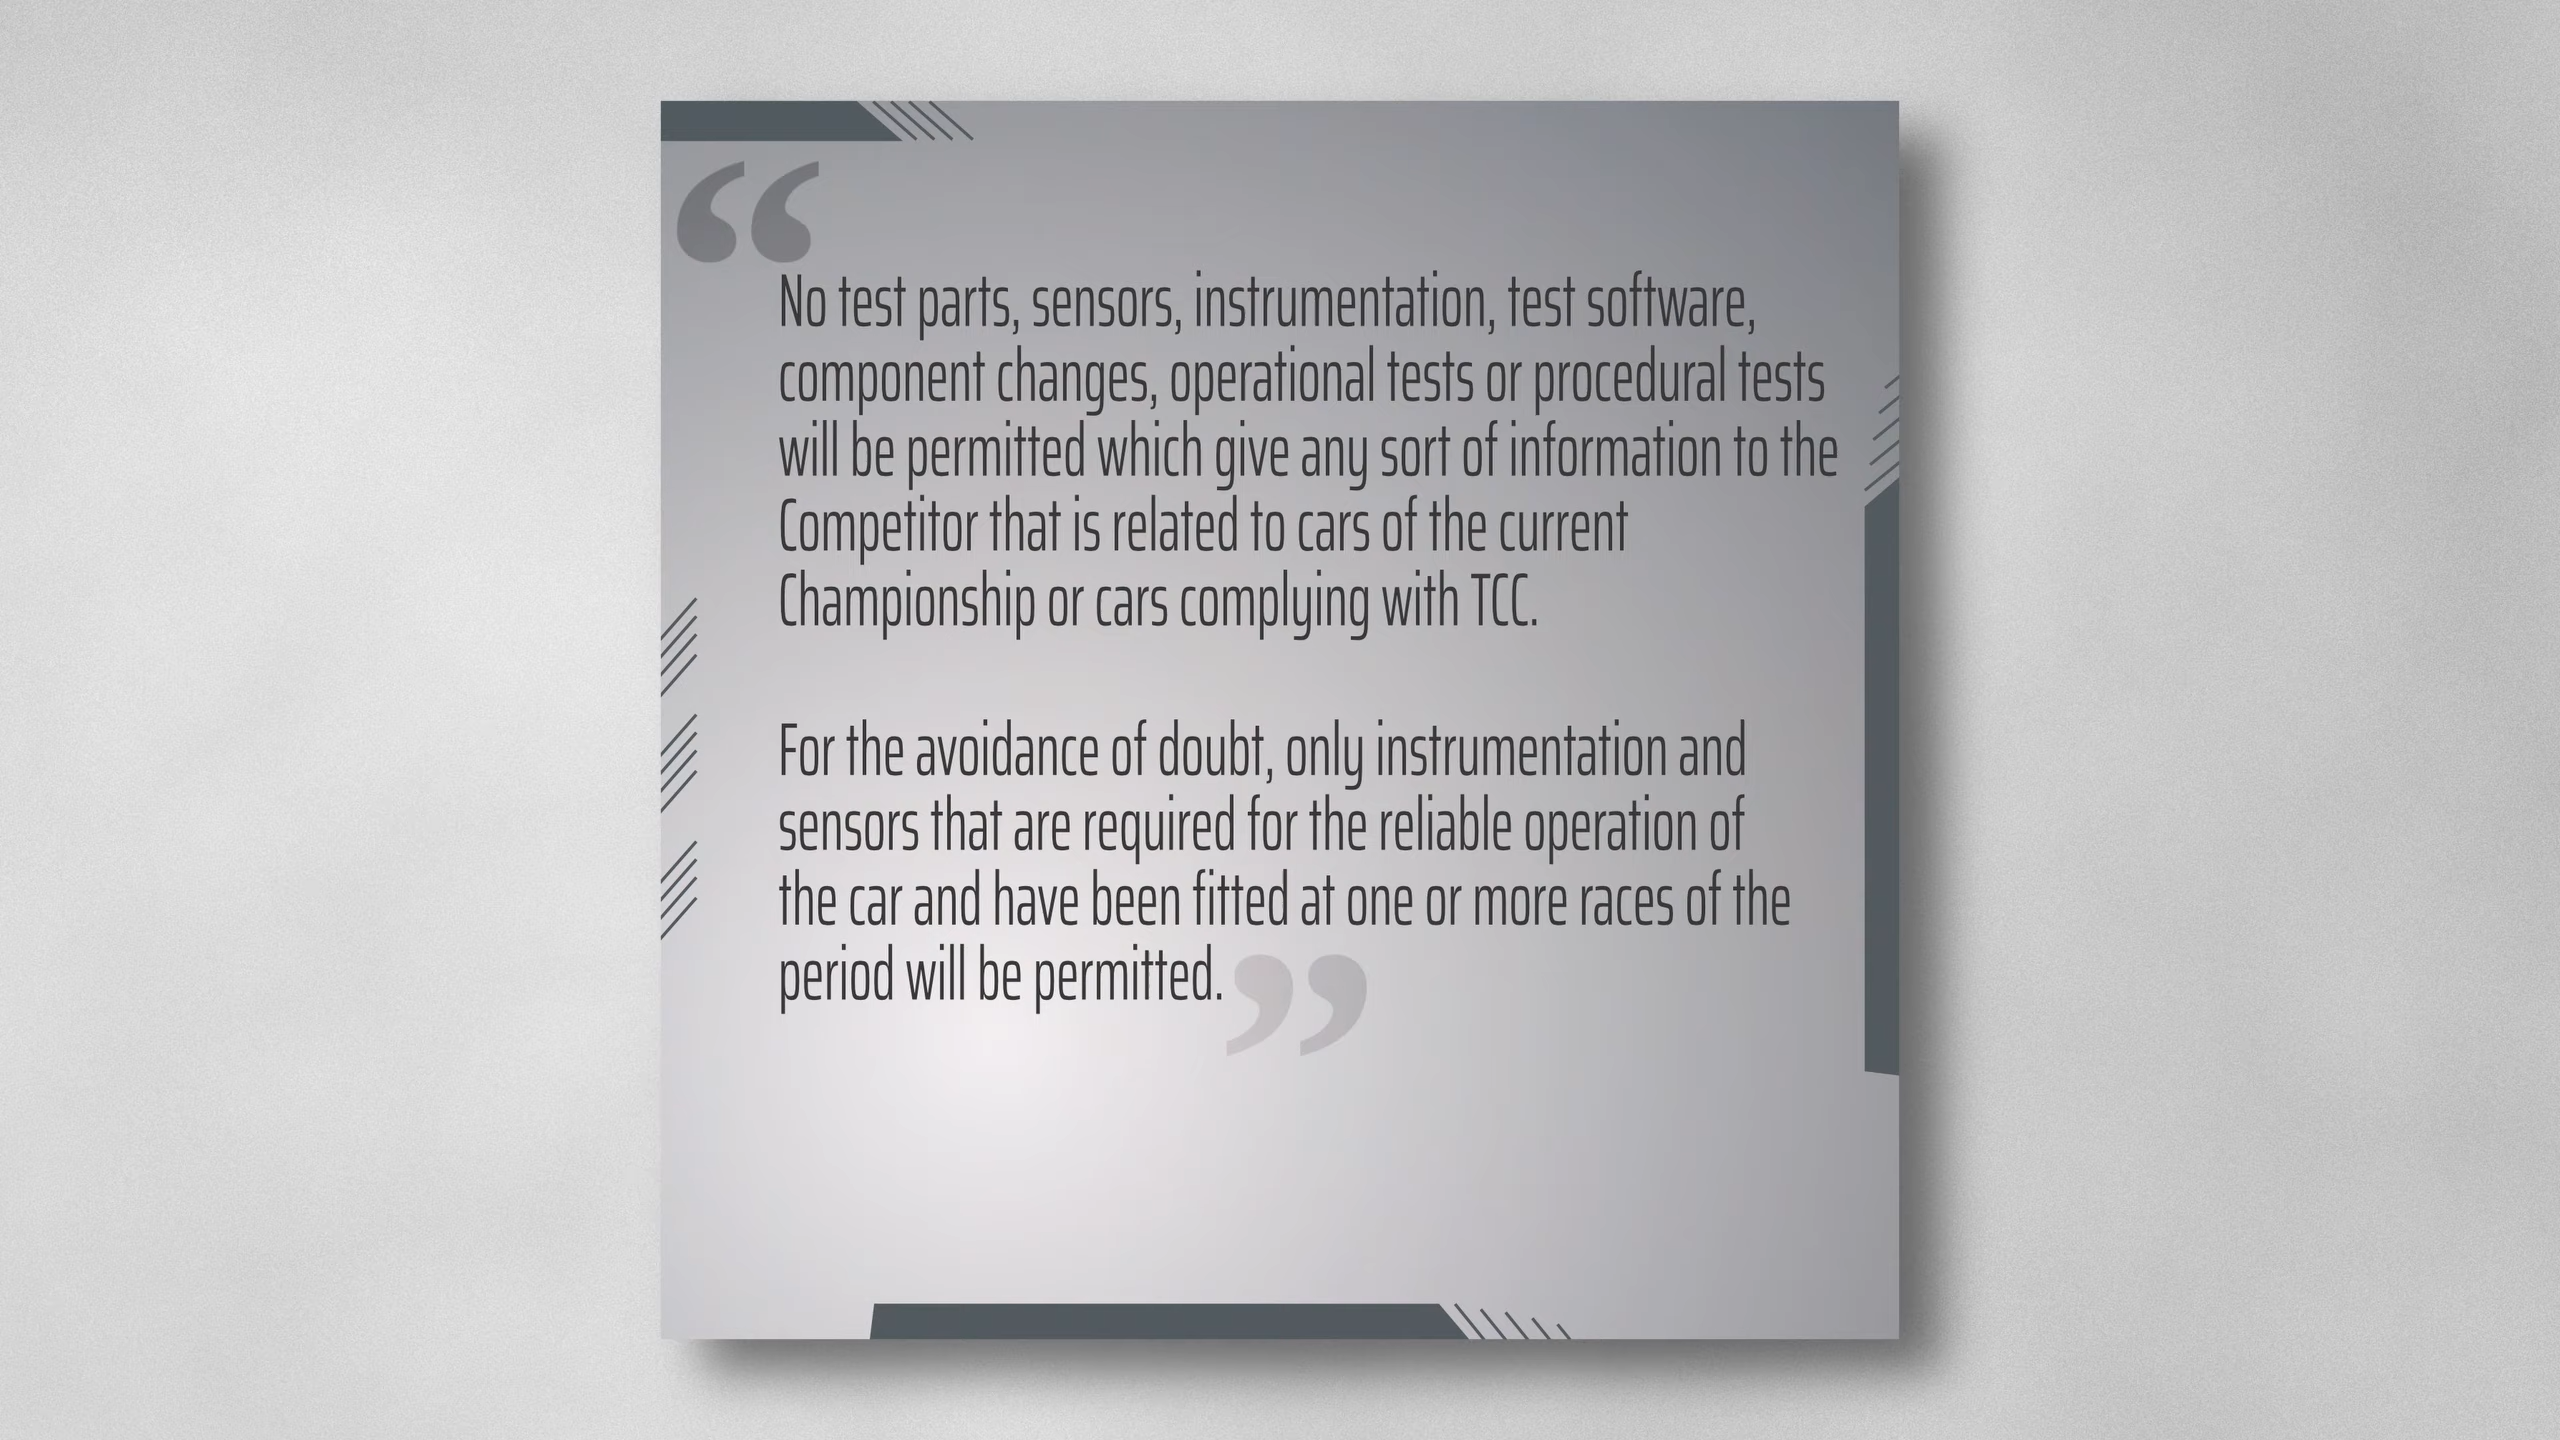 “
No test parts, sensors, instrumentation, test software,
component changes, operational tests or procedural tests
will be permitted which give any sort of information to the
Competitor that is related to cars of the current
Championship or cars complying with TCC.
For the avoidance of doubt, only instrumentation and
sensors that are required for the reliable operation of
the car and have been fitted at one or more races of the
period will be permitted.”